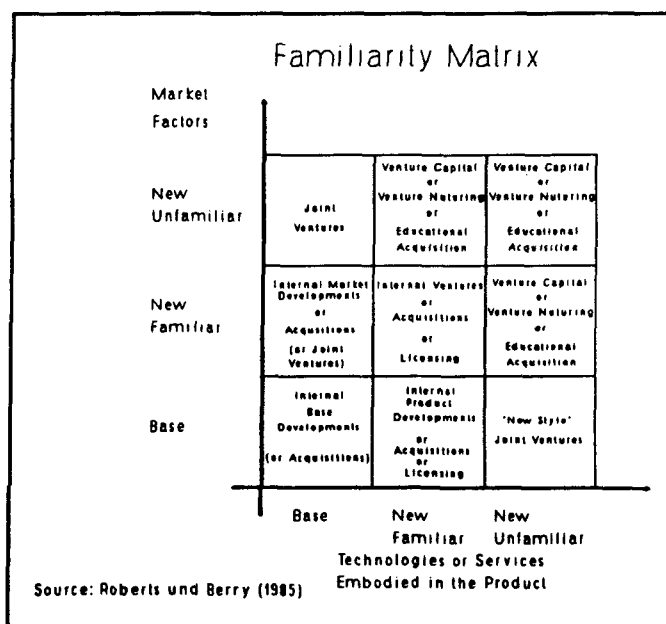 Familiarity Matrix
Market
Factors
New
Unfamiliar
Joint
Ventures
Venture Capital
or
Venture Nuturing
or
Educational
Acquisition
Venture Capital
or
Venture Nuturing
or
Educational
Acquisition
New
Familiar
Internal Market
Developments
or
Acqusitions
(or Joint
Ventures)
Internal Ventures
or
Acquisitions
or
Licensing
Venture Capital
or
Venture Nuturing
or
Educational
Acquisition
Base
Internal
Base
Developments
(or Acquisitions)
Internal
Product
Developments
or
Acquisitions
or
Licensing
"New Style"
Joint Ventures
Base
New
Familiar
New
Unfamiliar
Technologies or Services
Embodied in the Product
Source: Roberts und Berry (1985)